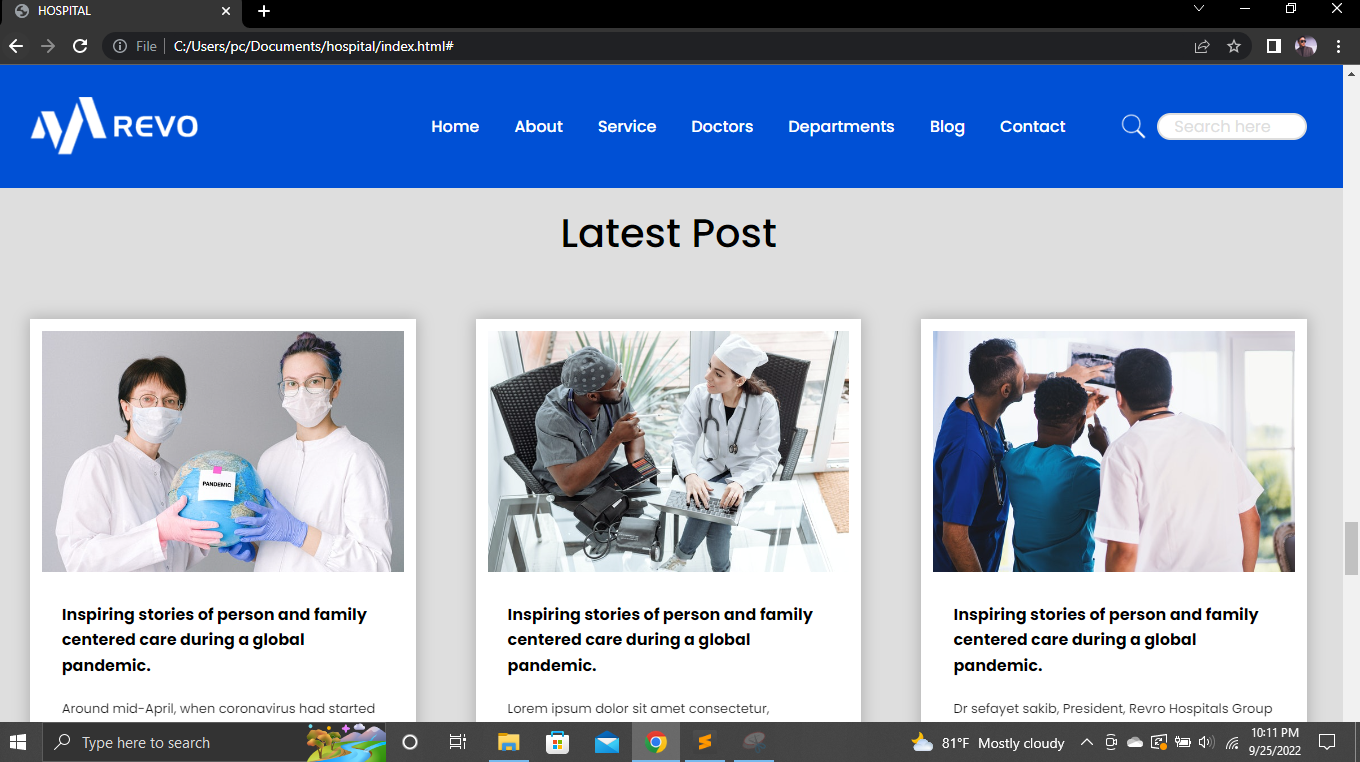 HOSPITAL
File
C:/Users/pc/Documents/hospital/index.html#
REVO
Home
About
Service
Doctors
Departments
Blog
Contact
Search here
Latest Post
PANDEMIC
Inspiring stories of person and family
centered care during a global
pandemic.
Around mid-April, when coronavirus had started
Inspiring stories of person and family
centered care during a global
pandemic.
Lorem ipsum dolor sit amet consectetur,
Inspiring stories of person and family
centered care during a global
pandemic.
Dr sefayet sakib, President, Revro Hospitals Group
Type here to search
81°F Mostly cloudy
10:11 PM
9/25/2022